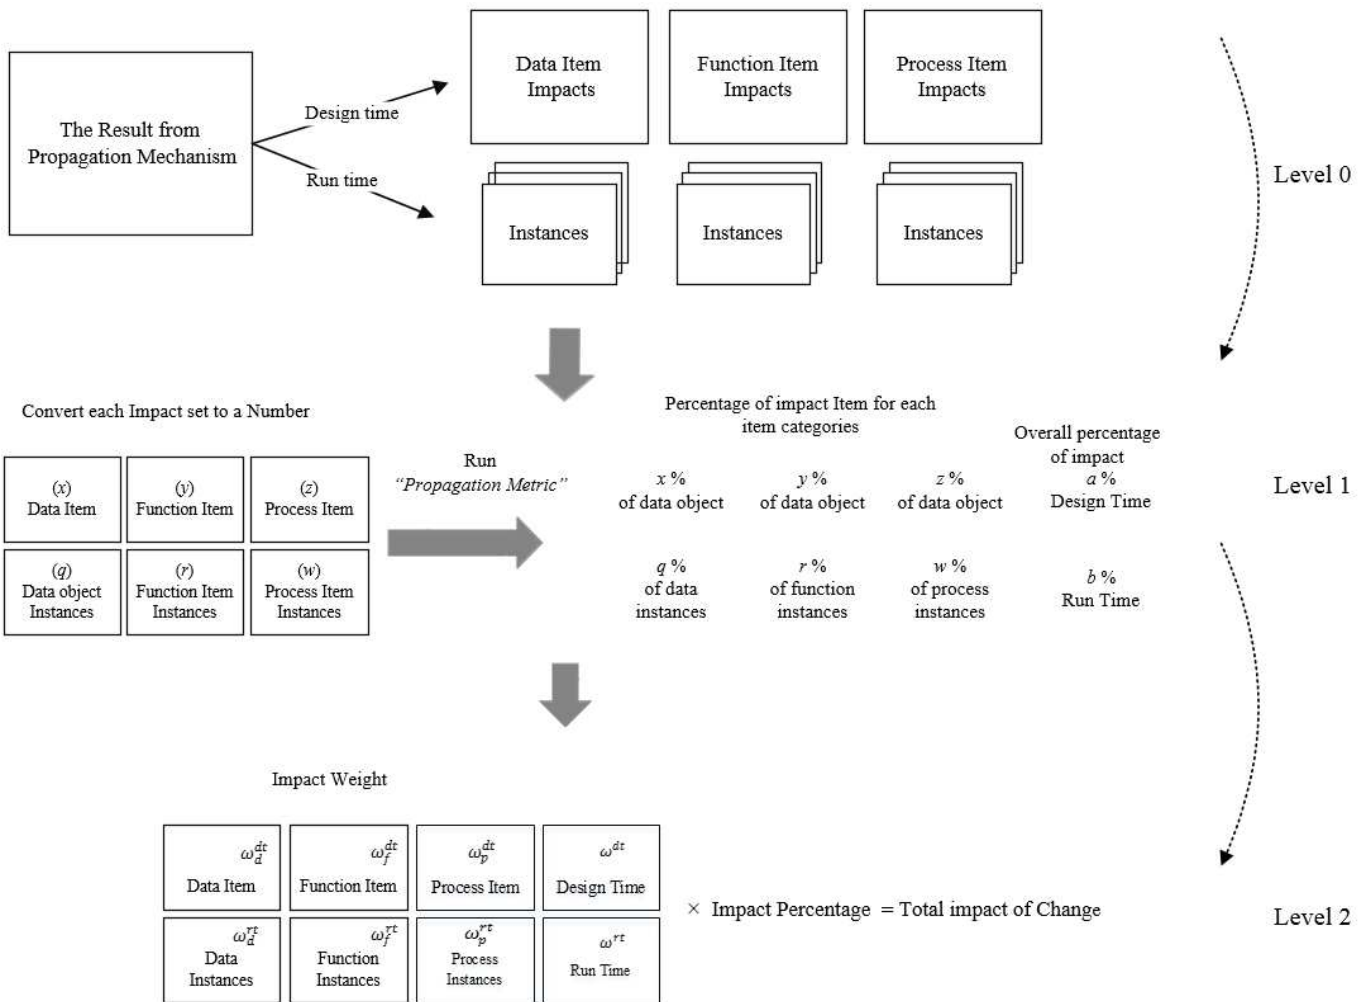 The Result from
Propagation Mechanism
Design time
Run time
Data Item
Impacts
Function Item
Impacts
Process Item
Impacts
Instances
Instances
Instances
Level 0
Convert each Impact set to a Number
(x)
Data Item
(y)
Function Item
(z)
Process Item
(q)
Data object
Instances
(r)
Function Item
Instances
(w)
Process Item
Instances
Run
“Propagation Metric”
Percentage of impact Item for each
item categories
x %
of data object
y %
of data object
z %
of data object
Overall percentage
of impact
a %
Design Time
q %
of data
instances
r %
of function
instances
w %
of process
instances
b %
Run Time
Level 1
Impact Weight
ω_d^{dt}
Data Item
ω_f^{dt}
Function Item
ω_p^{dt}
Process Item
ω^{dt}
Design Time
ω_d^{rt}
Data
Instances
ω_f^{rt}
Function
Instances
ω_p^{rt}
Process
Instances
ω^{rt}
Run Time
× Impact Percentage = Total impact of Change
Level 2